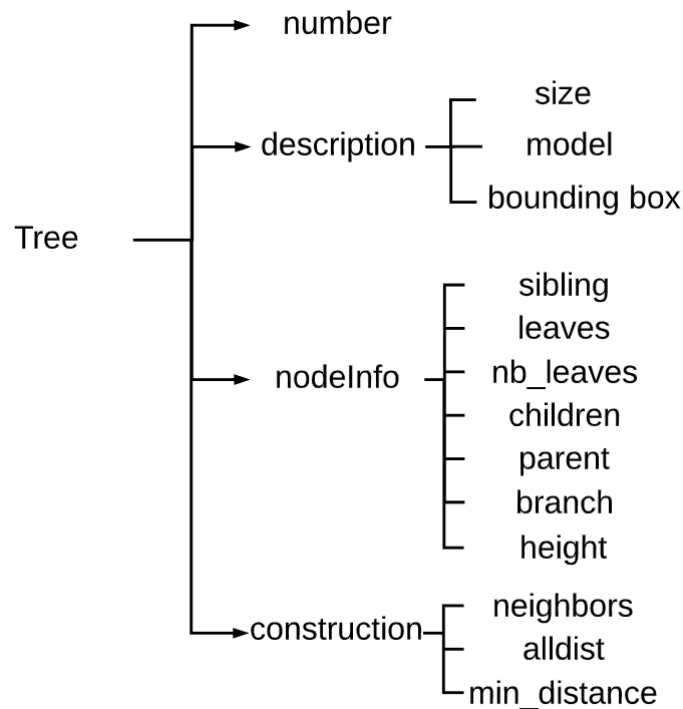 Tree
number
description
size
model
bounding box
nodeInfo
sibling
leaves
nb_leaves
children
parent
branch
height
construction
neighbors
alldist
min_distance